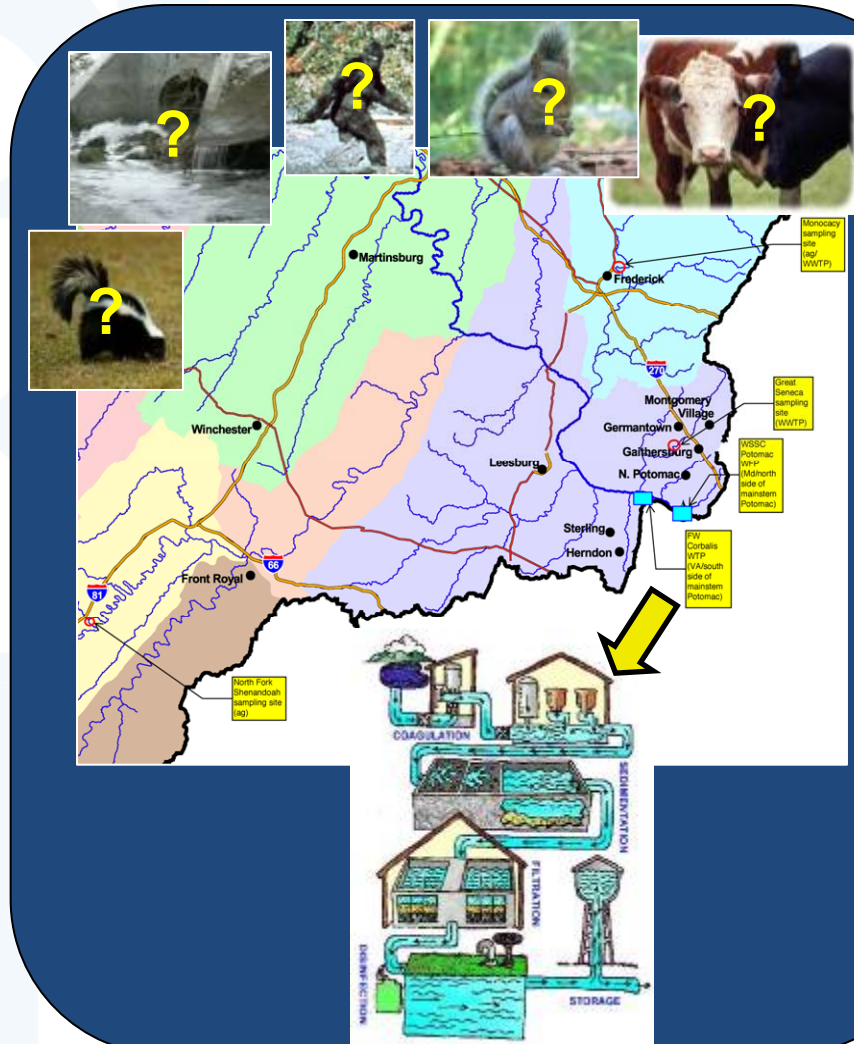 ?
?
?
?
?
Monocacy
sampling
site
(ag/
WWTP)
Martinsburg
Frederick
270
Great
Seneca
sampling
site
(WWTP)
Montgomery
Village
Germantown
Winchester
Gaithersburg
WSSC
Potomac
WFP
(Md/north
side of
mainstem
Potomac)
Leesburg
N. Potomac
Sterling
Herndon
FW
Corbalis
WTP
(VA/south
side of
mainstem
Potomac)
66
Front Royal
81
North Fork
Shenandoah
sampling site
(ag)
COAGULATION
SEDIMENTATION
FILTRATION
DISINFECTION
STORAGE